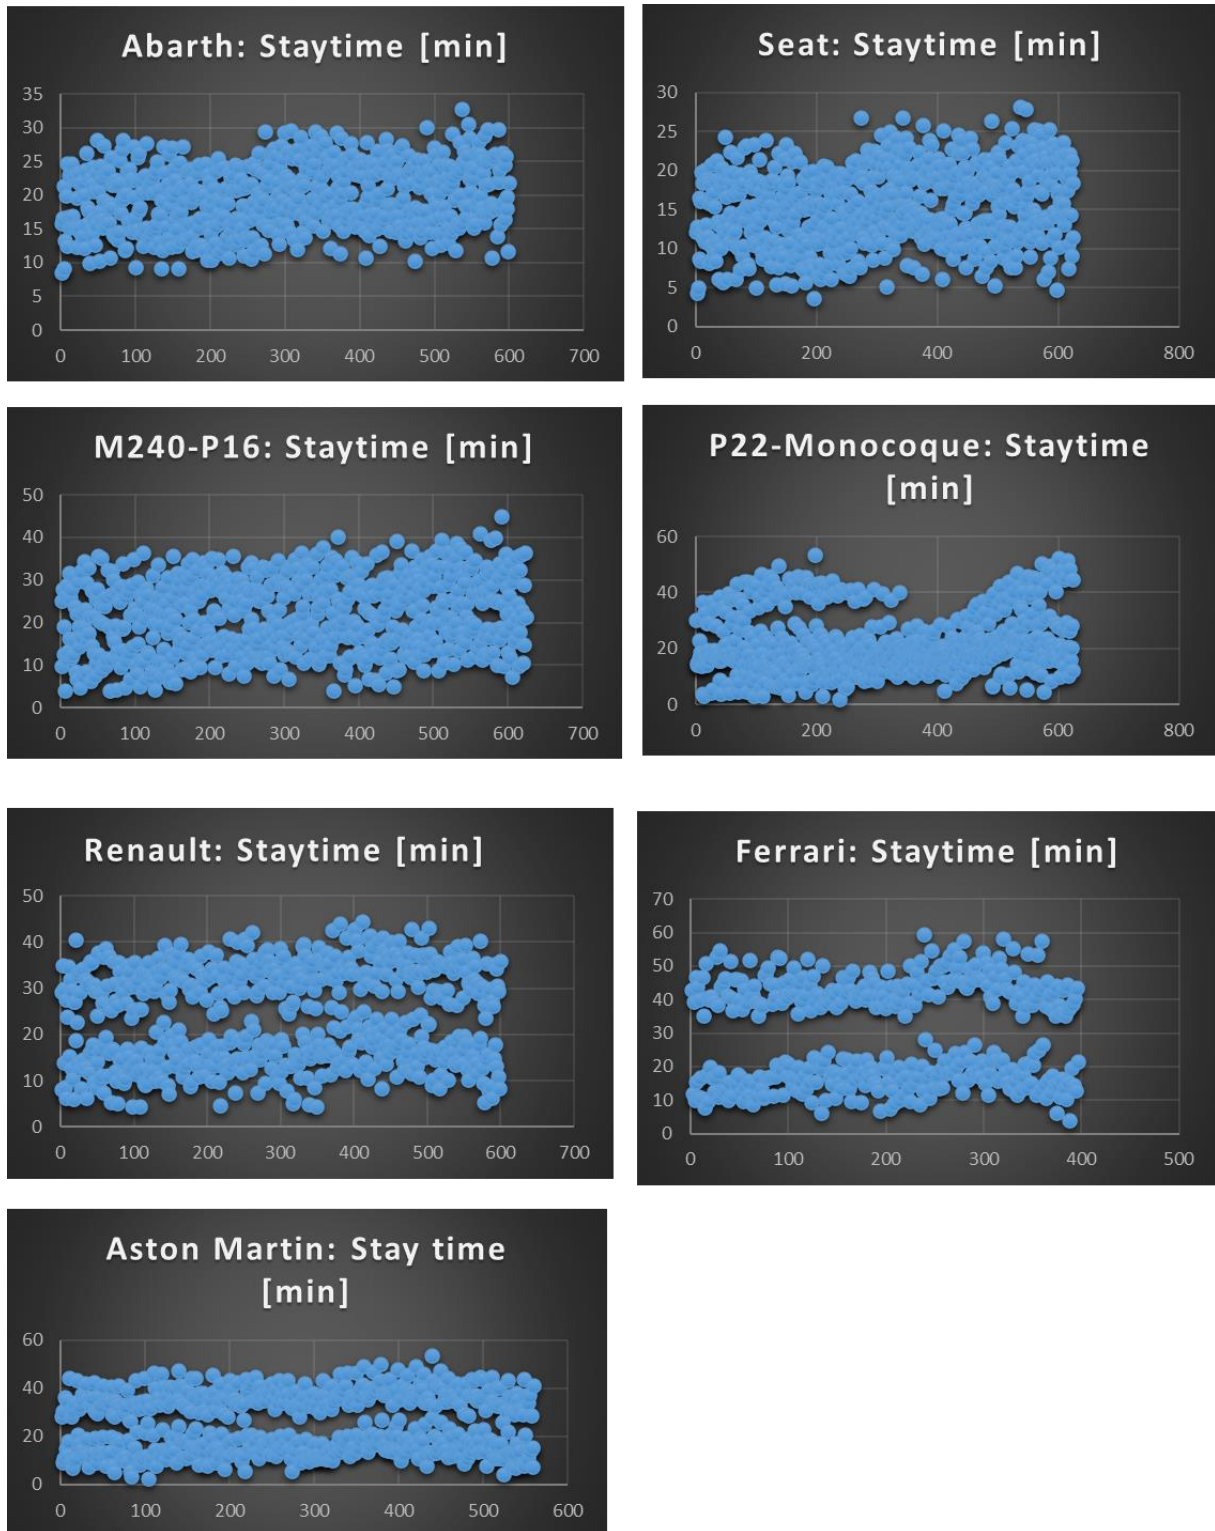 Abarth: Staytime [min]
35
30
25
20
15
10
5
0
0 100 200 300 400 500 600 700
Seat: Staytime [min]
30
25
20
15
10
5
0
0 200 400 600 800
M240-P16: Staytime [min]
50
40
30
20
10
0
0 100 200 300 400 500 600 700
P22-Monocoque: Staytime
[min]
60
40
20
0
0 200 400 600 800
Renault: Staytime [min]
50
40
30
20
10
0
0 100 200 300 400 500 600 700
Ferrari: Staytime [min]
70
60
50
40
30
20
10
0
0 100 200 300 400 500
Aston Martin: Stay time
[min]
60
40
20
0
0 100 200 300 400 500 600